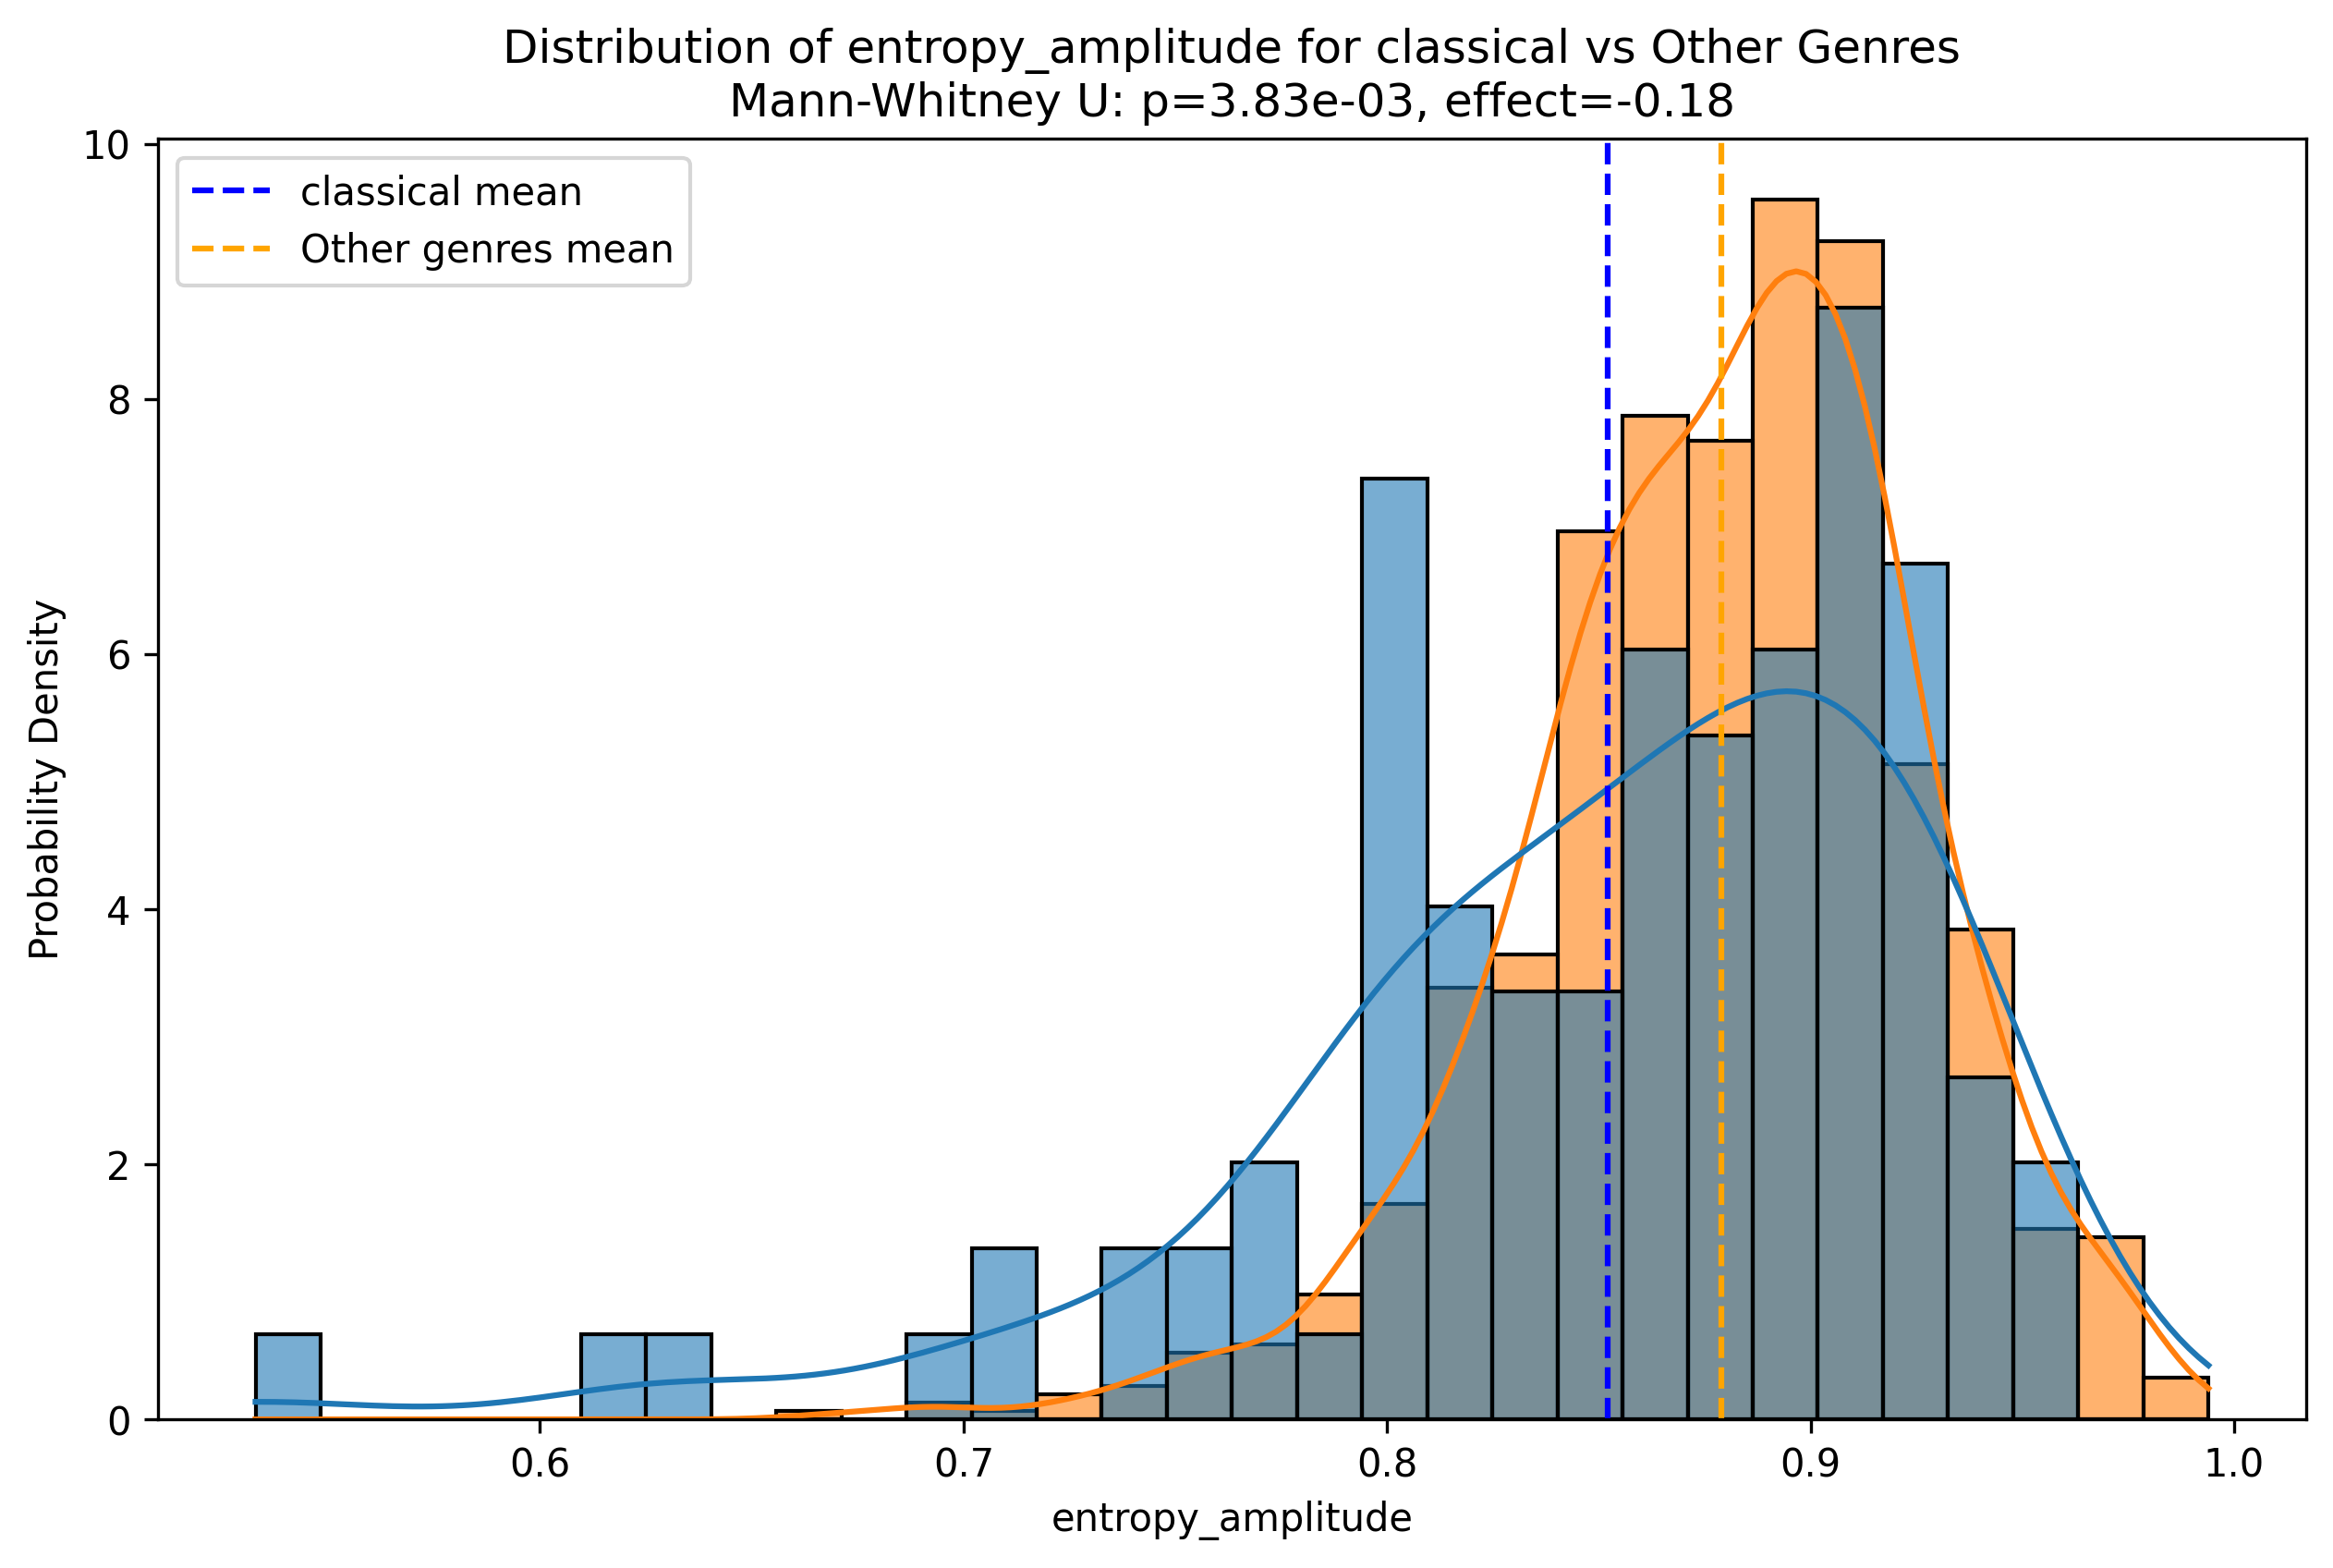 Distribution of entropy_amplitude for classical vs Other Genres
Mann-Whitney U: p=3.83e-03, effect=-0.18
classical mean
Other genres mean
Probability Density
10
8
6
4
2
0
0.6
0.7
0.8
0.9
1.0
entropy_amplitude